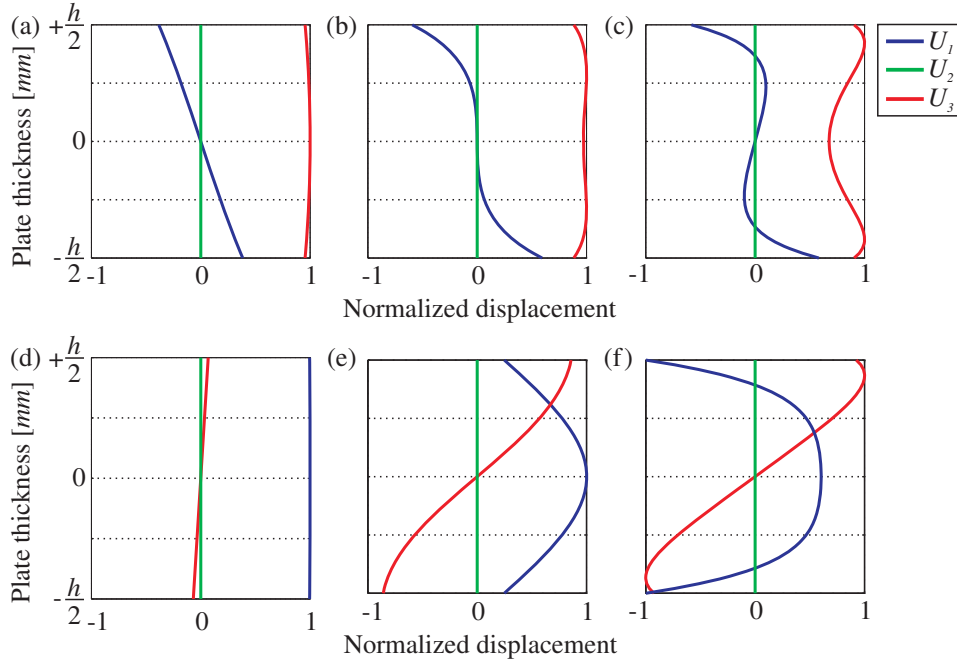 (a) +h/2 (b) (c)
U1
U2
U3
Plate thickness [mm]
0
-h/2
-1 0 1 -1 0 1 -1 0 1
Normalized displacement
(d) +h/2 (e) (f)
Plate thickness [mm]
0
-h/2
-1 0 1 -1 0 1 -1 0 1
Normalized displacement